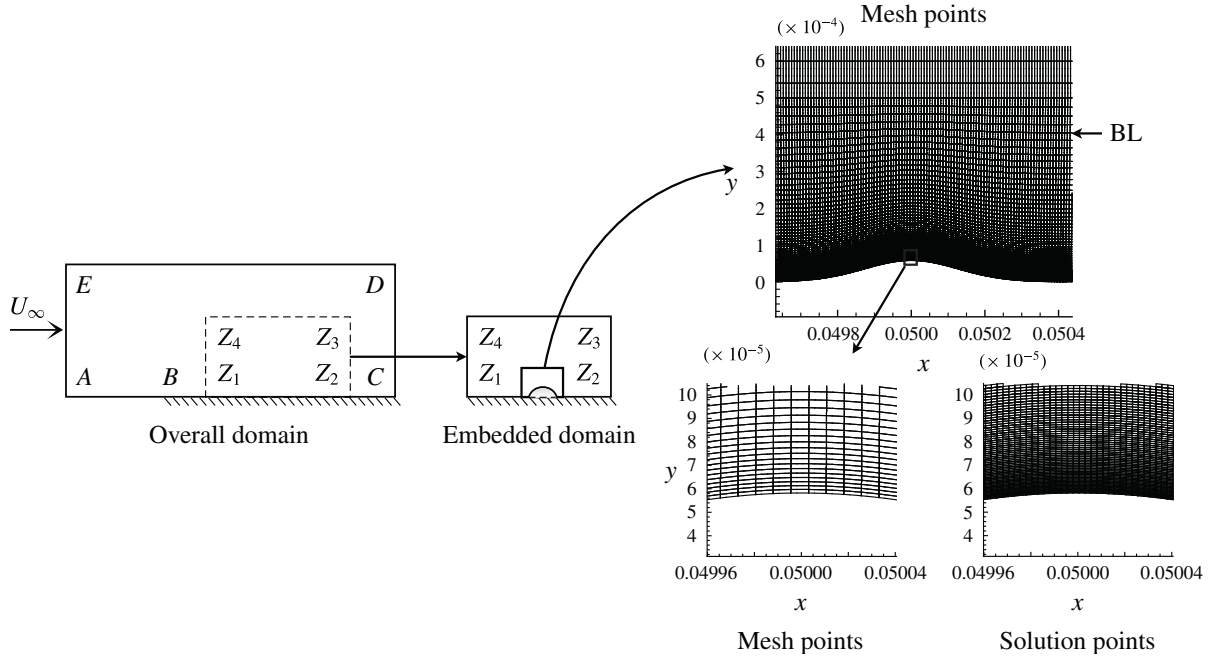 Mesh points
(× 10⁻⁴)
6
5
4
3
2
1
0
y
BL
0.0498 0.0500 0.0502 0.0504
x
E D
U∞
Z₄ Z₃
A B Z₁ Z₂ C
Overall domain
Z₄ Z₃
Z₁ Z₂
Embedded domain
(× 10⁻⁵)
10
9
8
7
6
5
4
y
0.04996 0.05000 0.05004
x
Mesh points
(× 10⁻⁵)
10
9
8
7
6
5
4
0.04996 0.05000 0.05004
x
Solution points